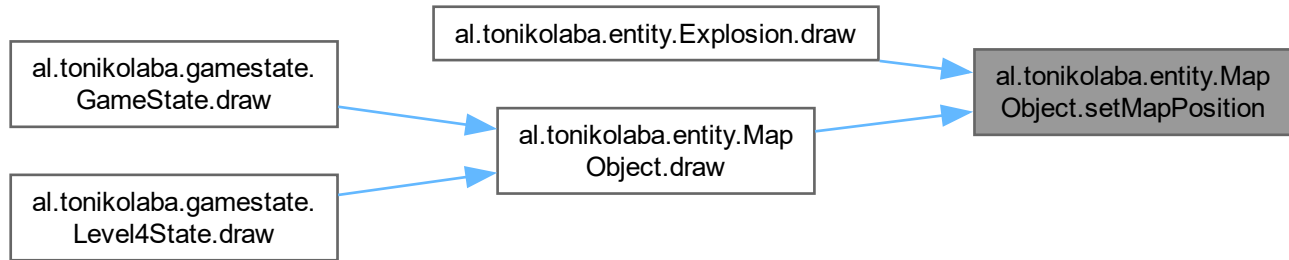 al.tonikolaba.entity.Explosion.draw
al.tonikolaba.gamestate.
GameState.draw
al.tonikolaba.entity.Map
Object.setMapPosition
al.tonikolaba.entity.Map
Object.draw
al.tonikolaba.gamestate.
Level4State.draw